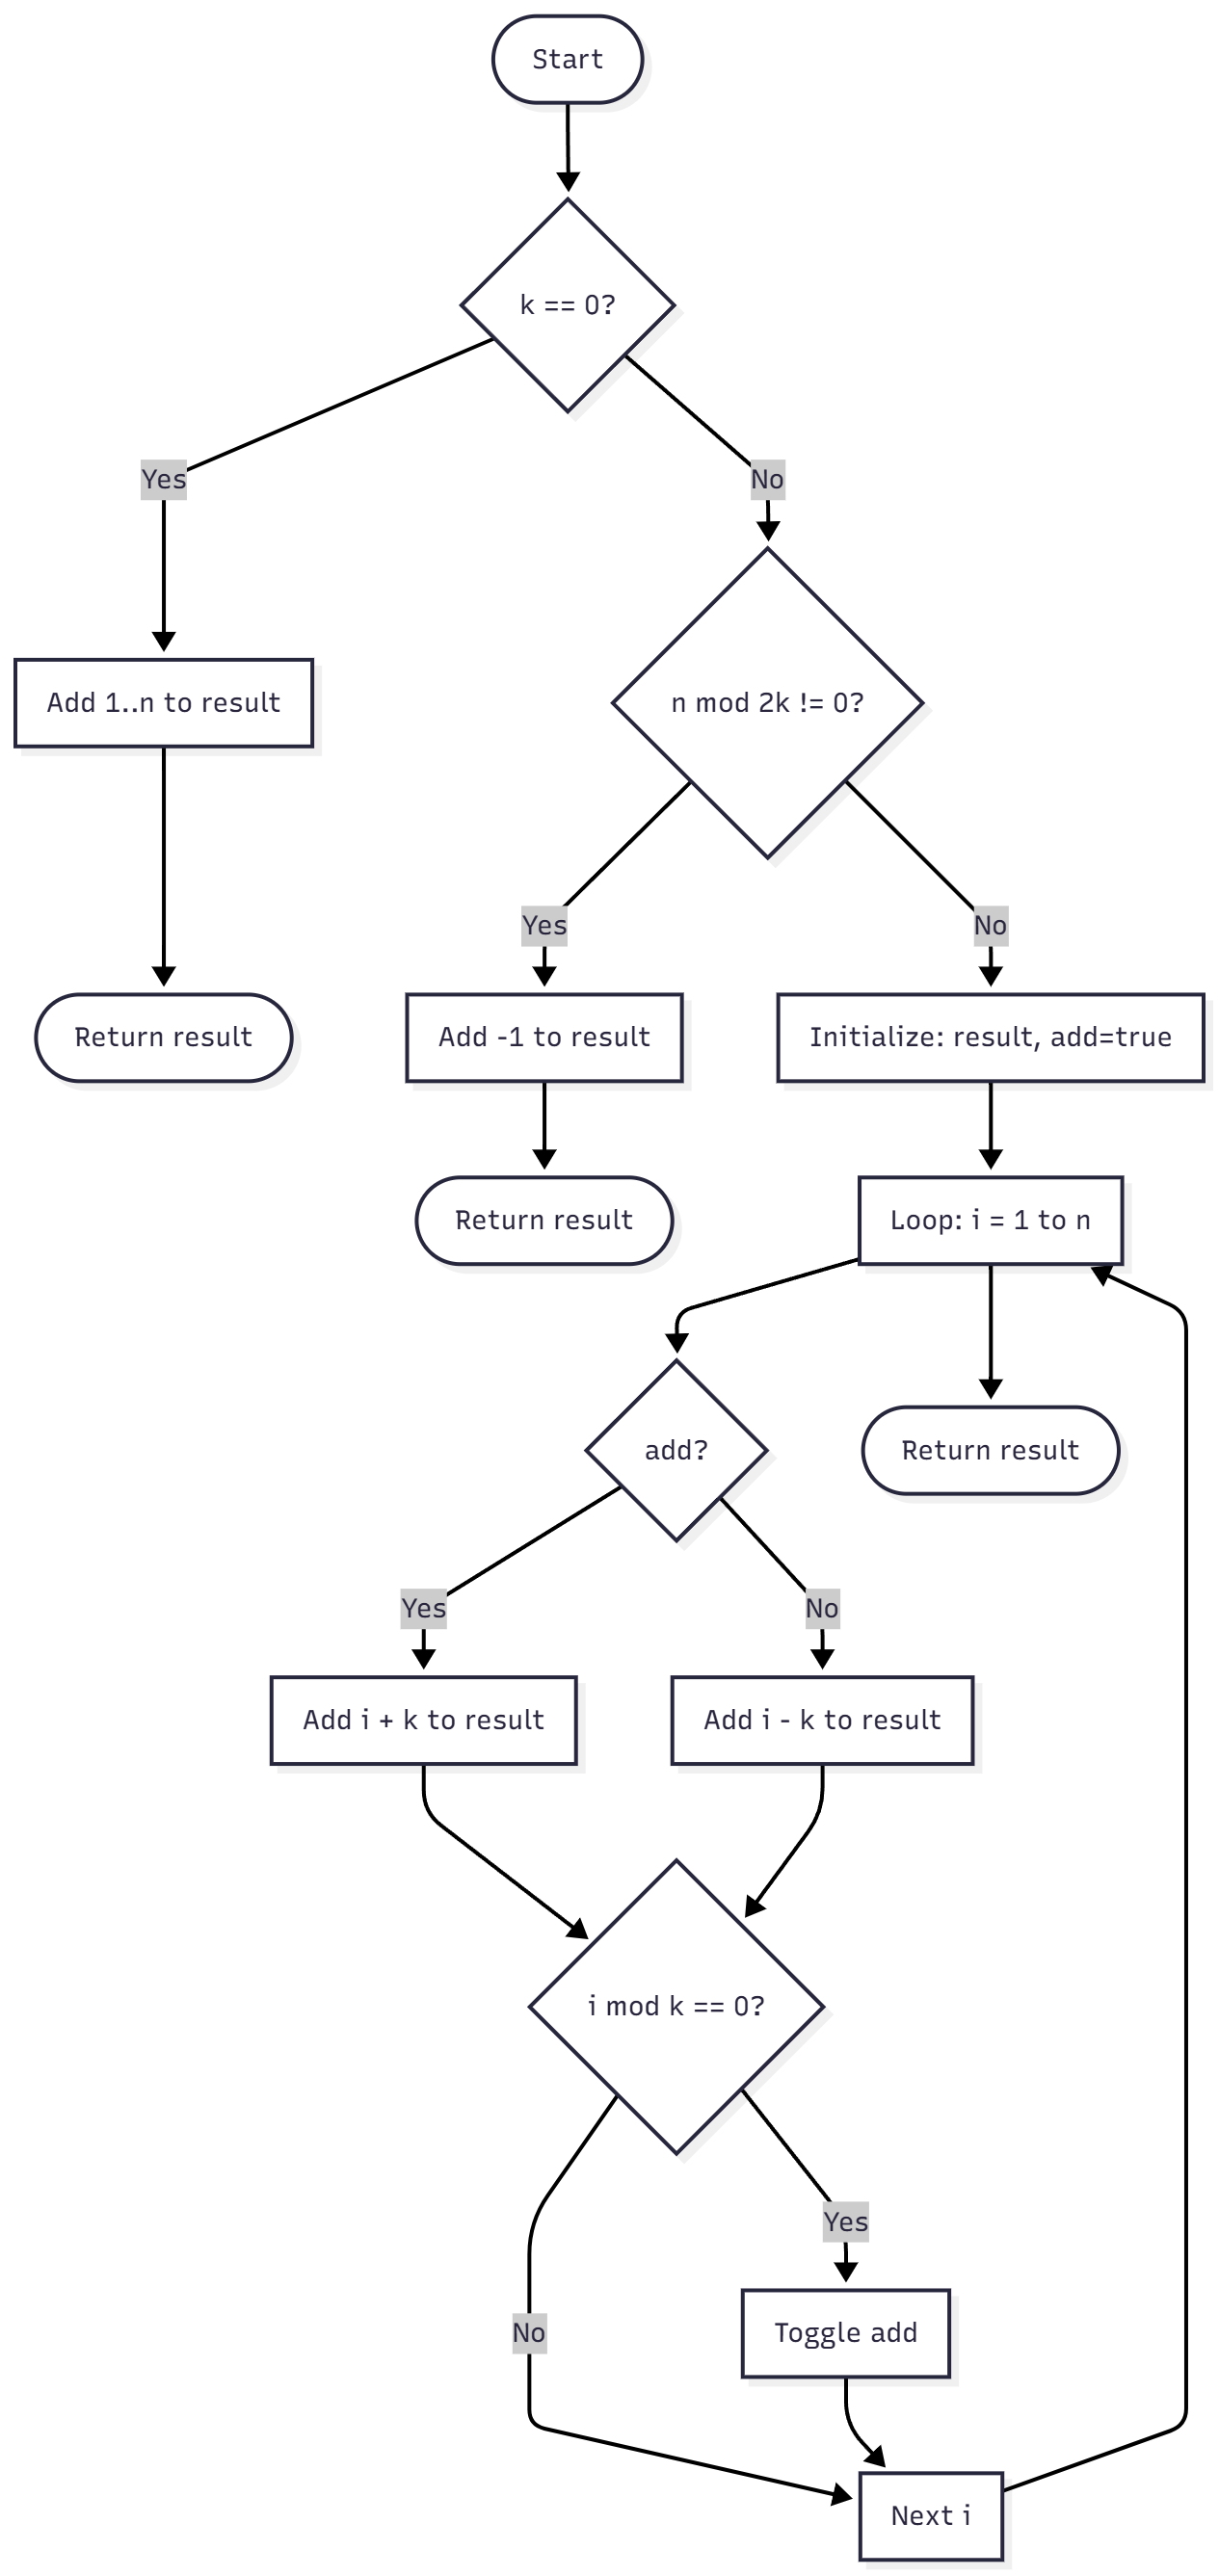 Start
k == 0?
Yes
No
Add 1..n to result
n mod 2k != 0?
Yes
No
Return result
Add -1 to result
Initialize: result, add=true
Return result
Loop: i = 1 to n
add?
Return result
Yes
No
Add i + k to result
Add i - k to result
i mod k == 0?
Yes
No
Toggle add
Next i